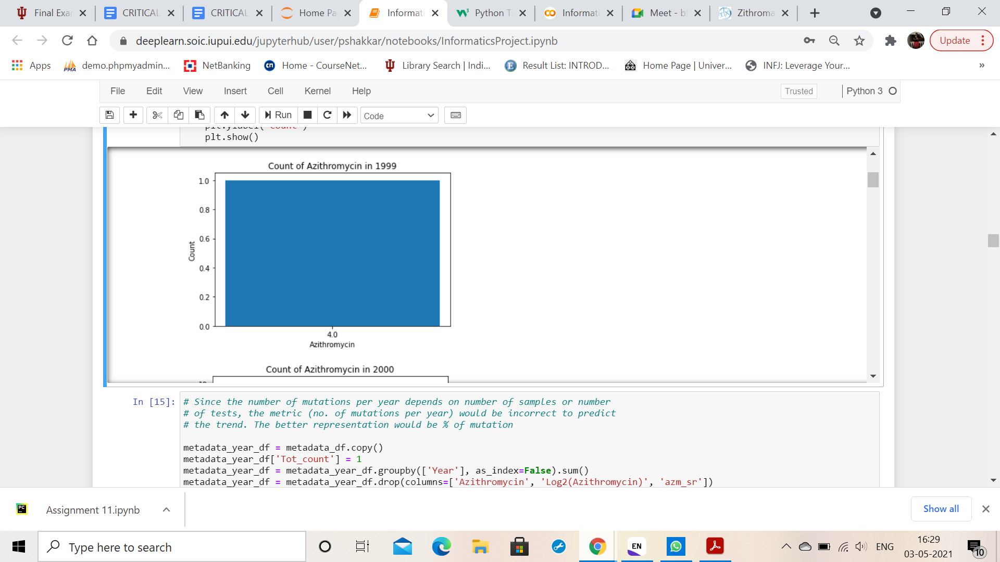 Final Exa
CRITICAL
CRITICAL
Home Pa
Informati
Python T
Informati
Meet - b
Zithroma
deeplearn.soic.iupui.edu/jupyterhub/user/pshakkar/notebooks/InformaticsProject.ipynb
Update
Apps
demo.phpmyadmin...
NetBanking
Home - CourseNet...
Library Search | Indi...
Result List: INTROD...
Home Page | Univer...
INFJ: Leverage Your...
»
File Edit View Insert Cell Kernel Help
Trusted
Python 3
Run
Code
plt.ylabel("Count")
plt.show()
Count of Azithromycin in 1999
1.0
0.8
0.6
0.4
0.2
0.0
Count
4.0
Azithromycin
Count of Azithromycin in 2000
In [15]:
# Since the number of mutations per year depends on number of samples or number
# of tests, the metric (no. of mutations per year) would be incorrect to predict
# the trend. The better representation would be % of mutation
metadata_year_df = metadata_df.copy()
metadata_year_df['Tot_count'] = 1
metadata_year_df = metadata_year_df.groupby(['Year'], as_index=False).sum()
metadata_year_df = metadata_year_df.drop(columns=['Azithromycin', 'Log2(Azithromycin)', 'azm_sr'])
Assignment 11.ipynb
Show all
Type here to search
EN
ENG
16:29
03-05-2021
10